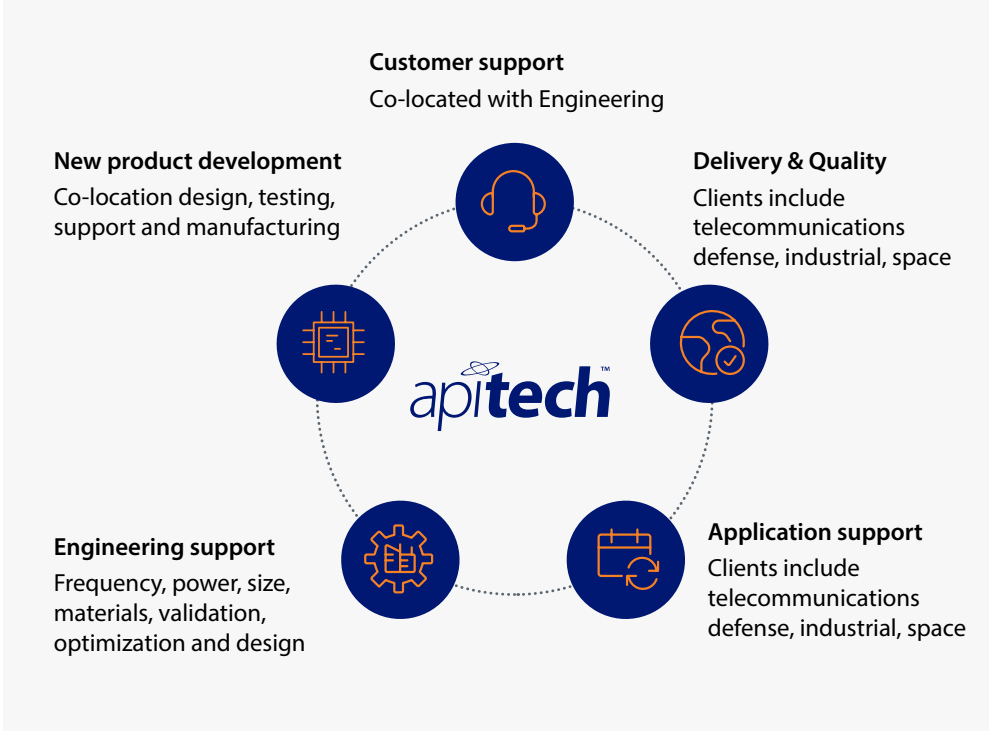 Customer support
Co-located with Engineering
New product development
Co-location design, testing,
support and manufacturing
Delivery & Quality
Clients include
telecommunications
defense, industrial, space
apitech™
Engineering support
Frequency, power, size,
materials, validation,
optimization and design
Application support
Clients include
telecommunications
defense, industrial, space